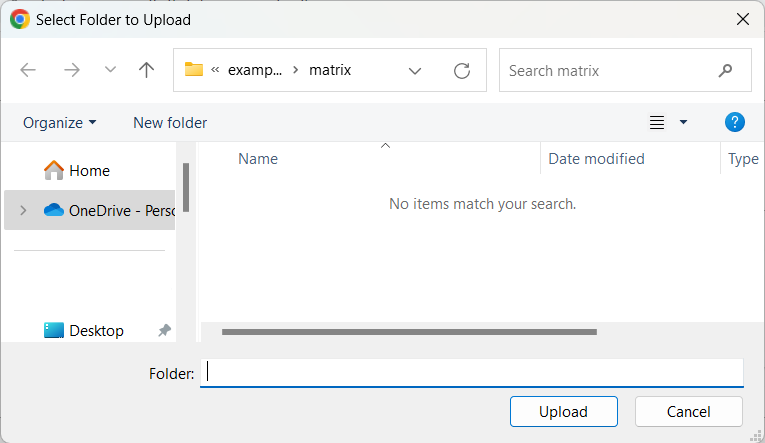 Select Folder to Upload
« examp... › matrix
Search matrix
Organize
New folder
Name
Date modified
Type
Home
OneDrive - Perso
No items match your search.
Desktop
Folder:
Upload
Cancel